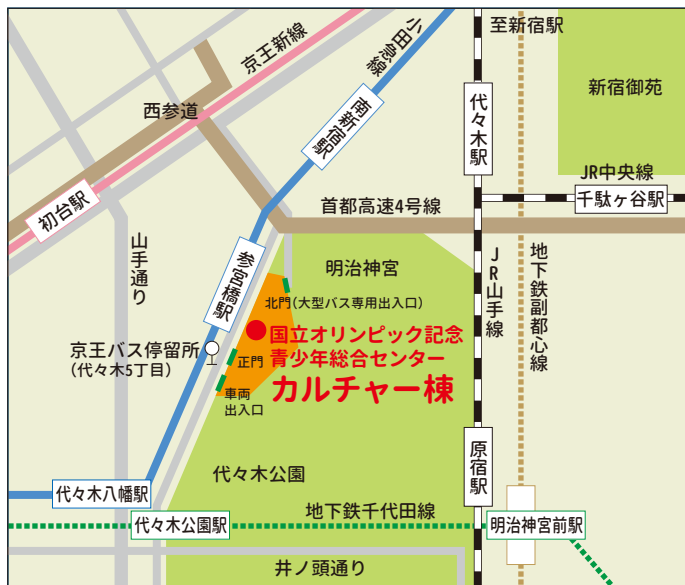 至新宿駅
京王新線
小田急線
新宿御苑
西参道
南新宿駅
代々木駅
JR中央線
千駄ヶ谷駅
初台駅
首都高速4号線
山手通り
参宮橋駅
明治神宮
JR山手線
地下鉄副都心線
北門(大型バス専用出入口)
国立オリンピック記念
青少年総合センター
カルチャー棟
京王バス停留所
(代々木5丁目)
正門
車両
出入口
原宿駅
代々木公園
代々木八幡駅
地下鉄千代田線
代々木公園駅
明治神宮前駅
井ノ頭通り